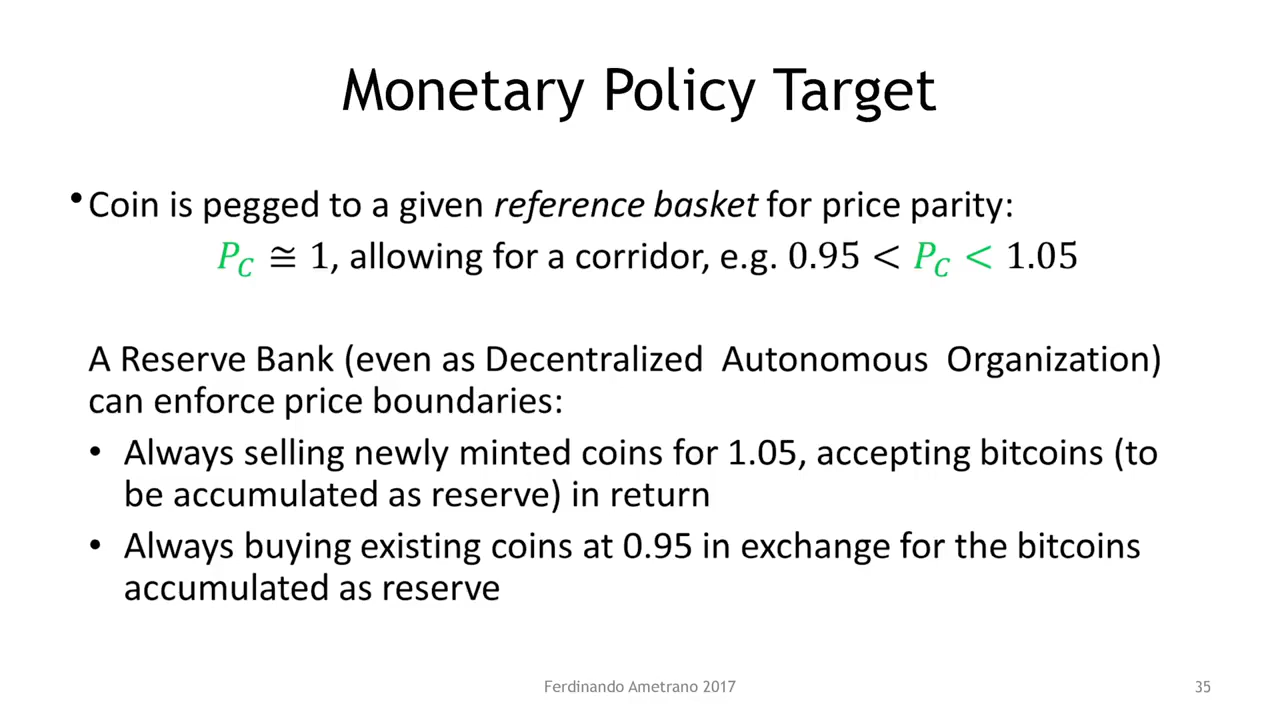 Monetary Policy Target
• Coin is pegged to a given reference basket for price parity:
P_C ≅ 1, allowing for a corridor, e.g. 0.95 < P_C < 1.05
A Reserve Bank (even as Decentralized Autonomous Organization)
can enforce price boundaries:
• Always selling newly minted coins for 1.05, accepting bitcoins (to
be accumulated as reserve) in return
• Always buying existing coins at 0.95 in exchange for the bitcoins
accumulated as reserve
Ferdinando Ametrano 2017
35